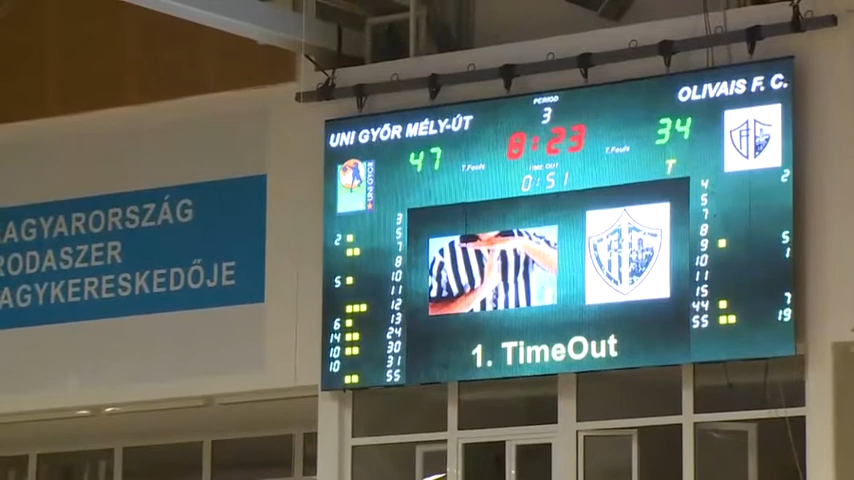 AGYARORSZÁG
RODASZER
AGYKERESKEDŐJE
UNI GYŐR MÉLY-ÚT
PERIOD
3
OLIVAIS F. C.
47
8:23
34
T.Fouls
TIME OUT
T.Fouls
0:51
T
UNI GYŐR
3
2 5
7
8
5 10
11
12
6 13
14 24
10 30
31
10 55
4 2
5
7
8
9 5
10 1
11
15
44 7
55 19
1. TimeOut